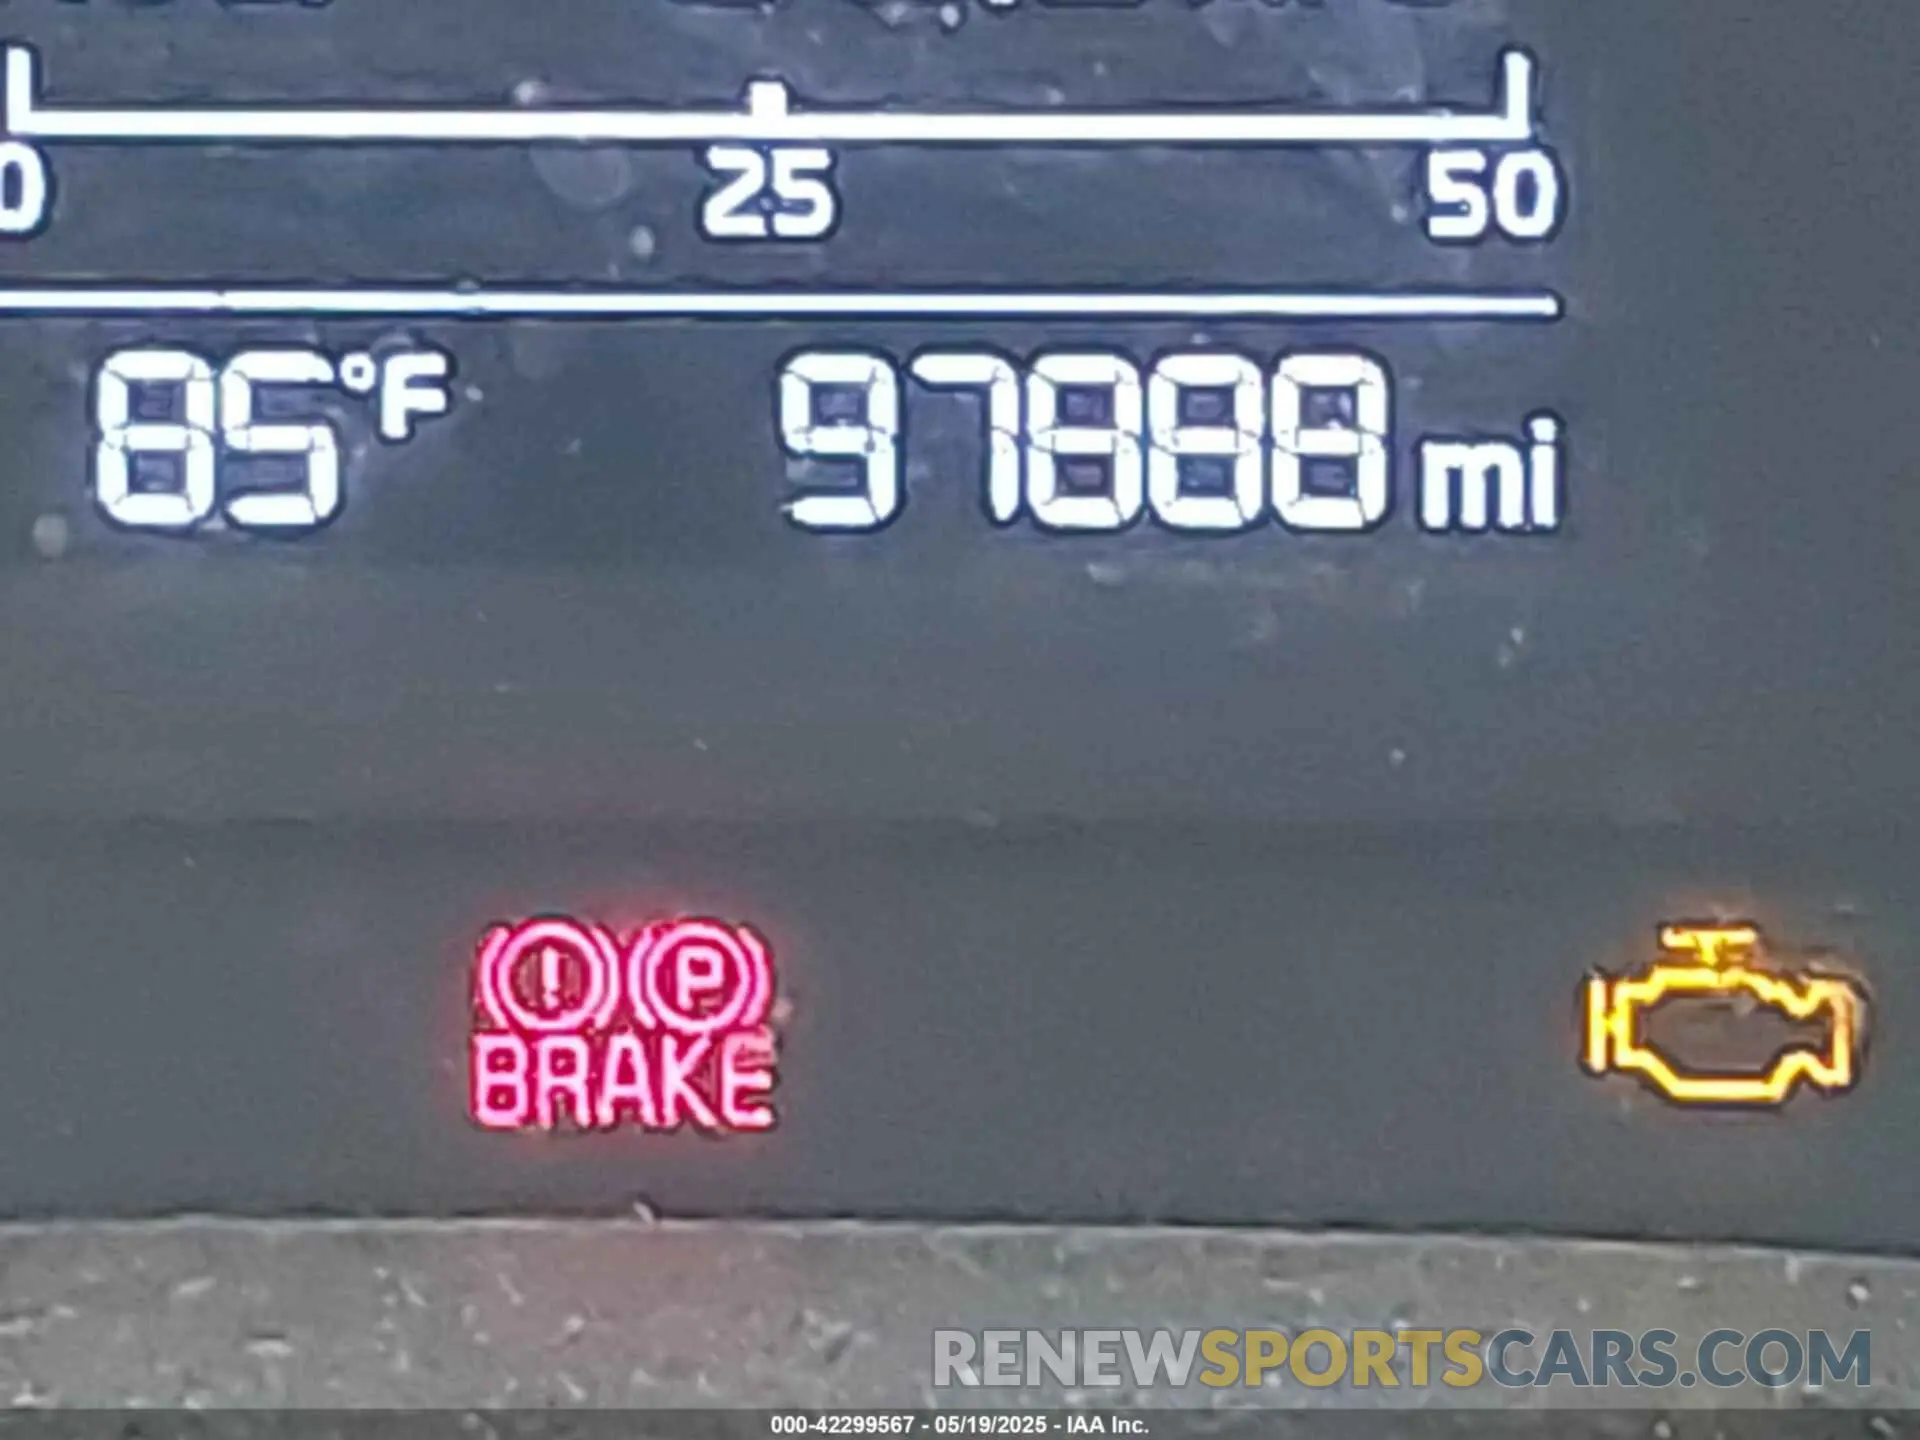 0 25 50
85°F 97888 mi
! P
BRAKE
RENEWSPORTSCARS.COM
000-42299567 - 05/19/2025 - IAA Inc.